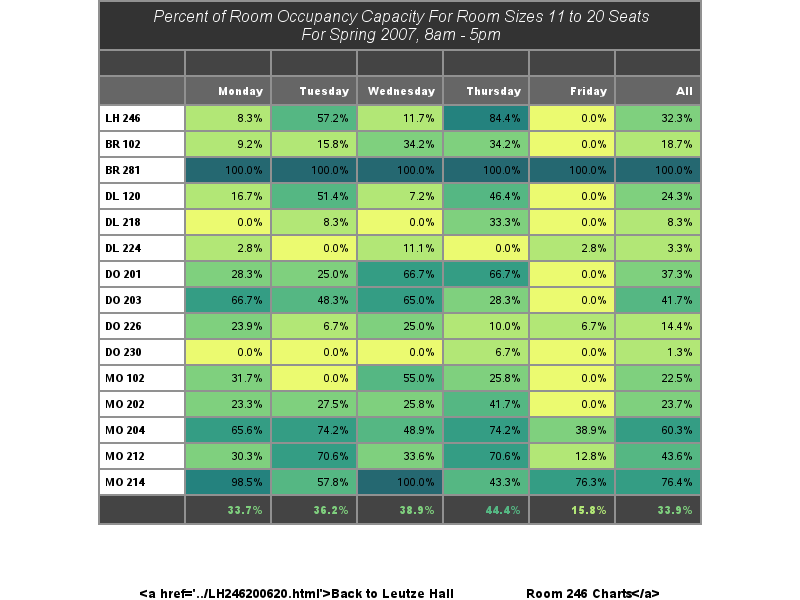 Percent of Room Occupancy Capacity For Room Sizes 11 to 20 Seats
For Spring 2007, 8am - 5pm
Monday Tuesday Wednesday Thursday Friday All
LH 246 8.3% 57.2% 11.7% 84.4% 0.0% 32.3%
BR 102 9.2% 15.8% 34.2% 34.2% 0.0% 18.7%
BR 281 100.0% 100.0% 100.0% 100.0% 100.0% 100.0%
DL 120 16.7% 51.4% 7.2% 46.4% 0.0% 24.3%
DL 218 0.0% 8.3% 0.0% 33.3% 0.0% 8.3%
DL 224 2.8% 0.0% 11.1% 0.0% 2.8% 3.3%
DO 201 28.3% 25.0% 66.7% 66.7% 0.0% 37.3%
DO 203 66.7% 48.3% 65.0% 28.3% 0.0% 41.7%
DO 226 23.9% 6.7% 25.0% 10.0% 6.7% 14.4%
DO 230 0.0% 0.0% 0.0% 6.7% 0.0% 1.3%
MO 102 31.7% 0.0% 55.0% 25.8% 0.0% 22.5%
MO 202 23.3% 27.5% 25.8% 41.7% 0.0% 23.7%
MO 204 65.6% 74.2% 48.9% 74.2% 38.9% 60.3%
MO 212 30.3% 70.6% 33.6% 70.6% 12.8% 43.6%
MO 214 98.5% 57.8% 100.0% 43.3% 76.3% 76.4%
33.7% 36.2% 38.9% 44.4% 15.8% 33.9%
<a href='../LH246200620.html'>Back to Leutze Hall Room 246 Charts</a>